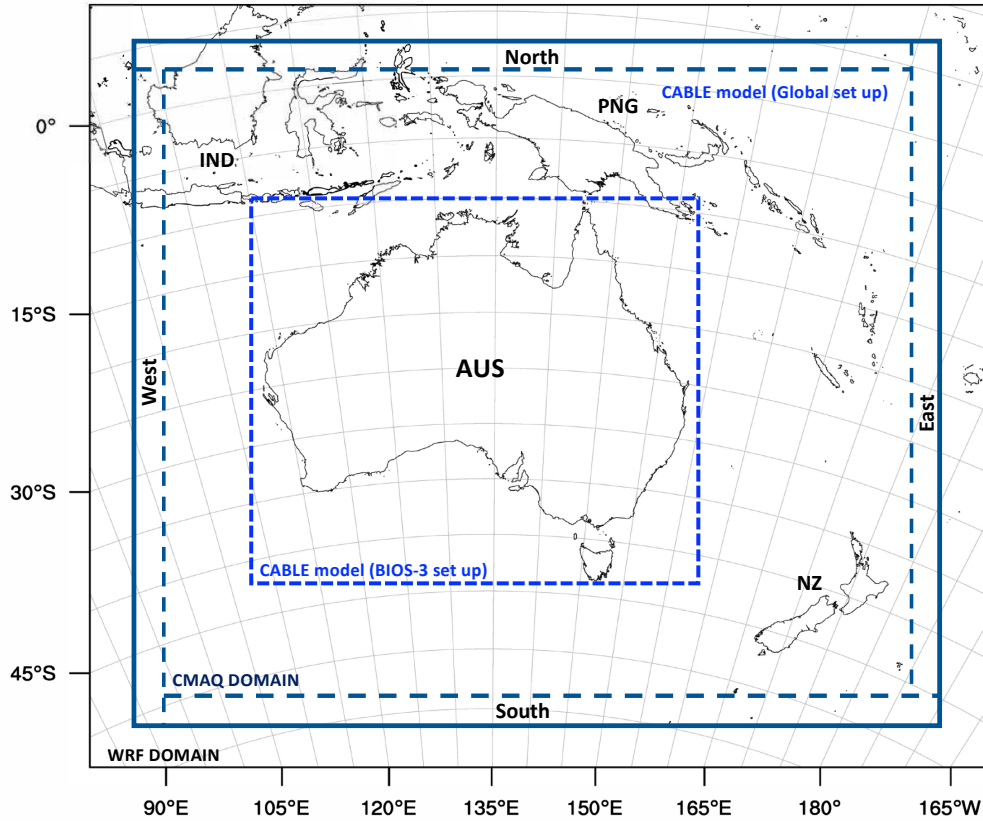 North
CABLE model (Global set up)
PNG
0°
IND
15°S
AUS
West
East
30°S
CABLE model (BIOS-3 set up)
NZ
45°S
CMAQ DOMAIN
South
WRF DOMAIN
90°E 105°E 120°E 135°E 150°E 165°E 180° 165°W